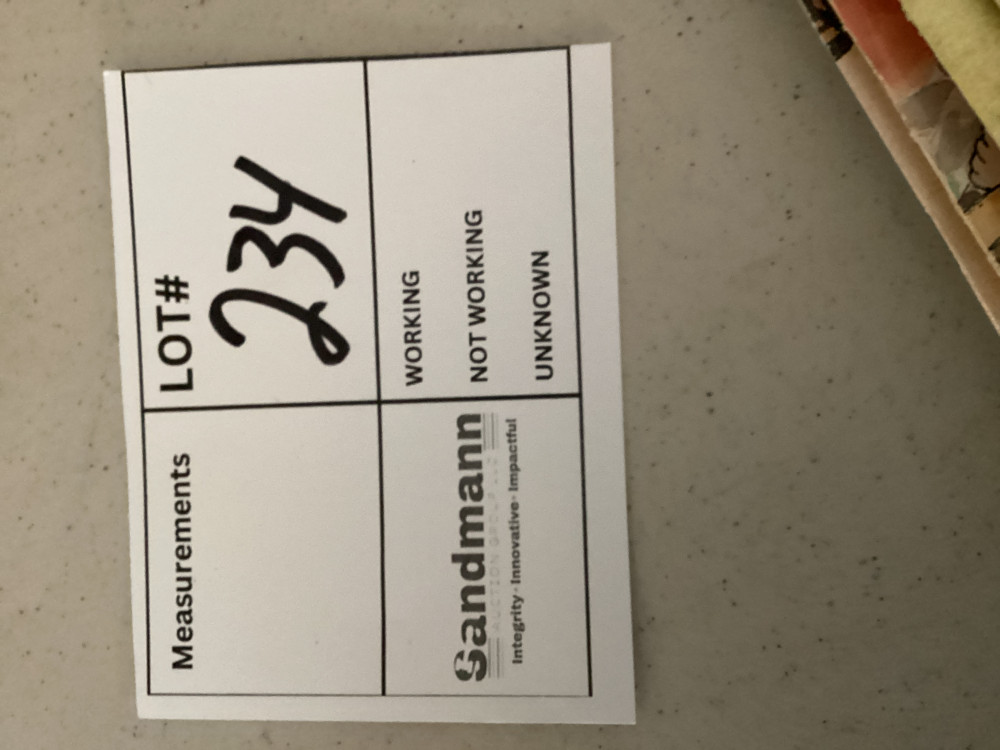 Measurements
LOT#
234
Sandmann
AUCTION GROUP LLC
Integrity · Innovative · Impactful
WORKING
NOT WORKING
UNKNOWN